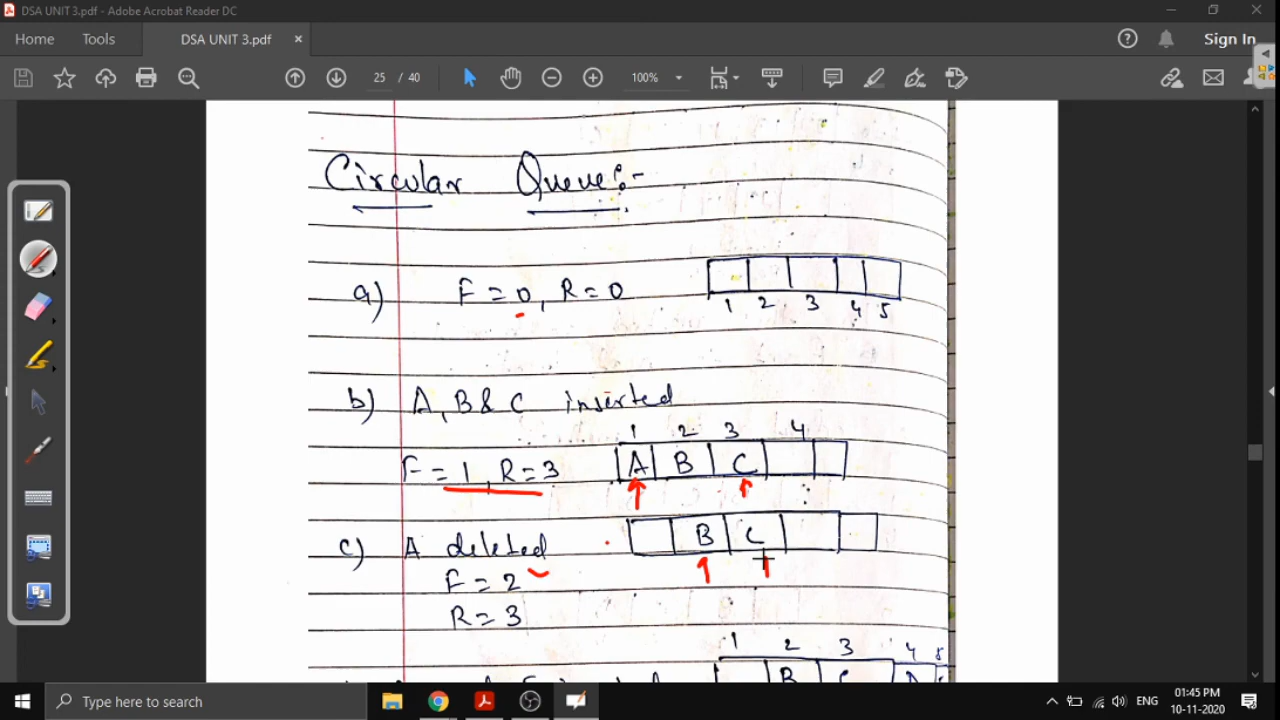 DSA UNIT 3.pdf - Adobe Acrobat Reader DC
Home Tools DSA UNIT 3.pdf × Sign In
25 / 40 100%
Circular Queue:-
a) F = 0, R = 0
1 2 3 4 5
b) A, B & C inserted
1 2 3 4
F = 1, R = 3 A B C
c) A deleted B C
F = 2
R = 3
1 2 3 4 5
B
Type here to search
ENG
01:45 PM
10-11-2020